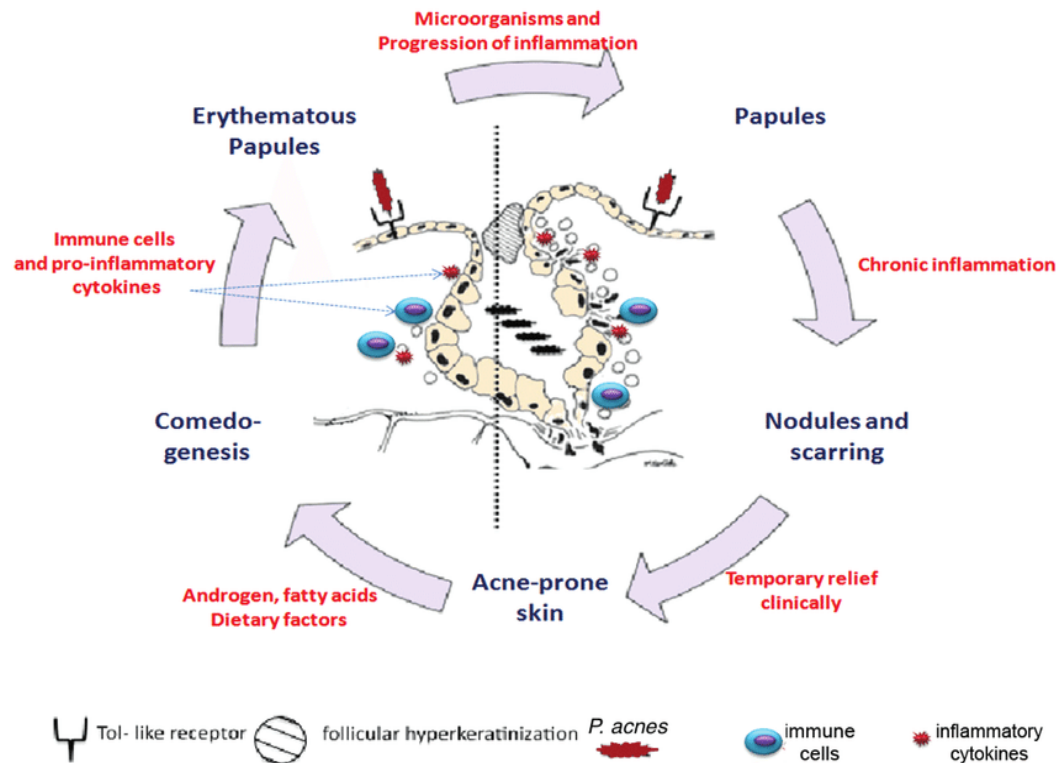 Microorganisms and
Progression of inflammation
Erythematous
Papules
Papules
Immune cells
and pro-inflammatory
cytokines
Chronic inflammation
Comedo-
genesis
Nodules and
scarring
Acne-prone
skin
Androgen, fatty acids
Dietary factors
Temporary relief
clinically
Tol- like receptor
follicular hyperkeratinization
P. acnes
immune
cells
inflammatory
cytokines